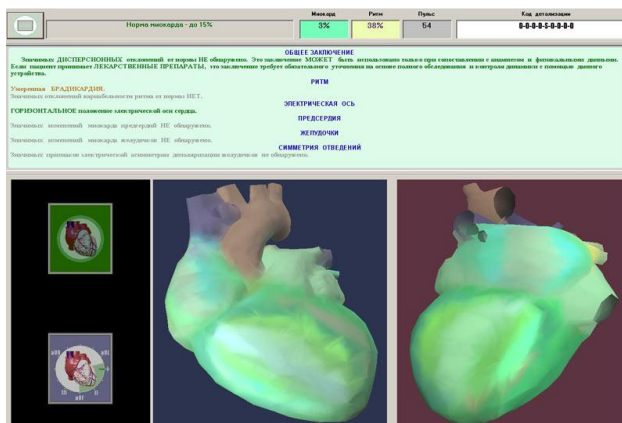 Миокард Ритм Пульс Код детализации
Норма миокарда - до 15% 3% 38% 54 0-0-0-0-S-0-0-0-0
ОБЩЕЕ ЗАКЛЮЧЕНИЕ
Значимых ДИСПЕРСИОННЫХ отклонений от нормы НЕ обнаружено. Это заключение МОЖЕТ быть использовано только при сопоставлении с анамнезом и физикальными данными.
Если пациент принимает ЛЕКАРСТВЕННЫЕ ПРЕПАРАТЫ, это заключение требует обязательного уточнения на основе полного обследования и контроля динамики с помощью данного
устройства.
РИТМ
Умеренная БРАДИКАРДИЯ.
Значимых отклонений вариабельности ритма от нормы НЕТ.
ЭЛЕКТРИЧЕСКАЯ ОСЬ
ГОРИЗОНТАЛЬНОЕ положение электрической оси сердца.
ПРЕДСЕРДИЯ
Значимых изменений миокарда предсердий НЕ обнаружено.
ЖЕЛУДОЧКИ
Значимых изменений миокарда желудочков НЕ обнаружено.
СИММЕТРИЯ ОТВЕДЕНИЙ
Значимых признаков электрической асимметрии деполяризации желудочков не обнаружено.
aVR aVL
III II
aVF